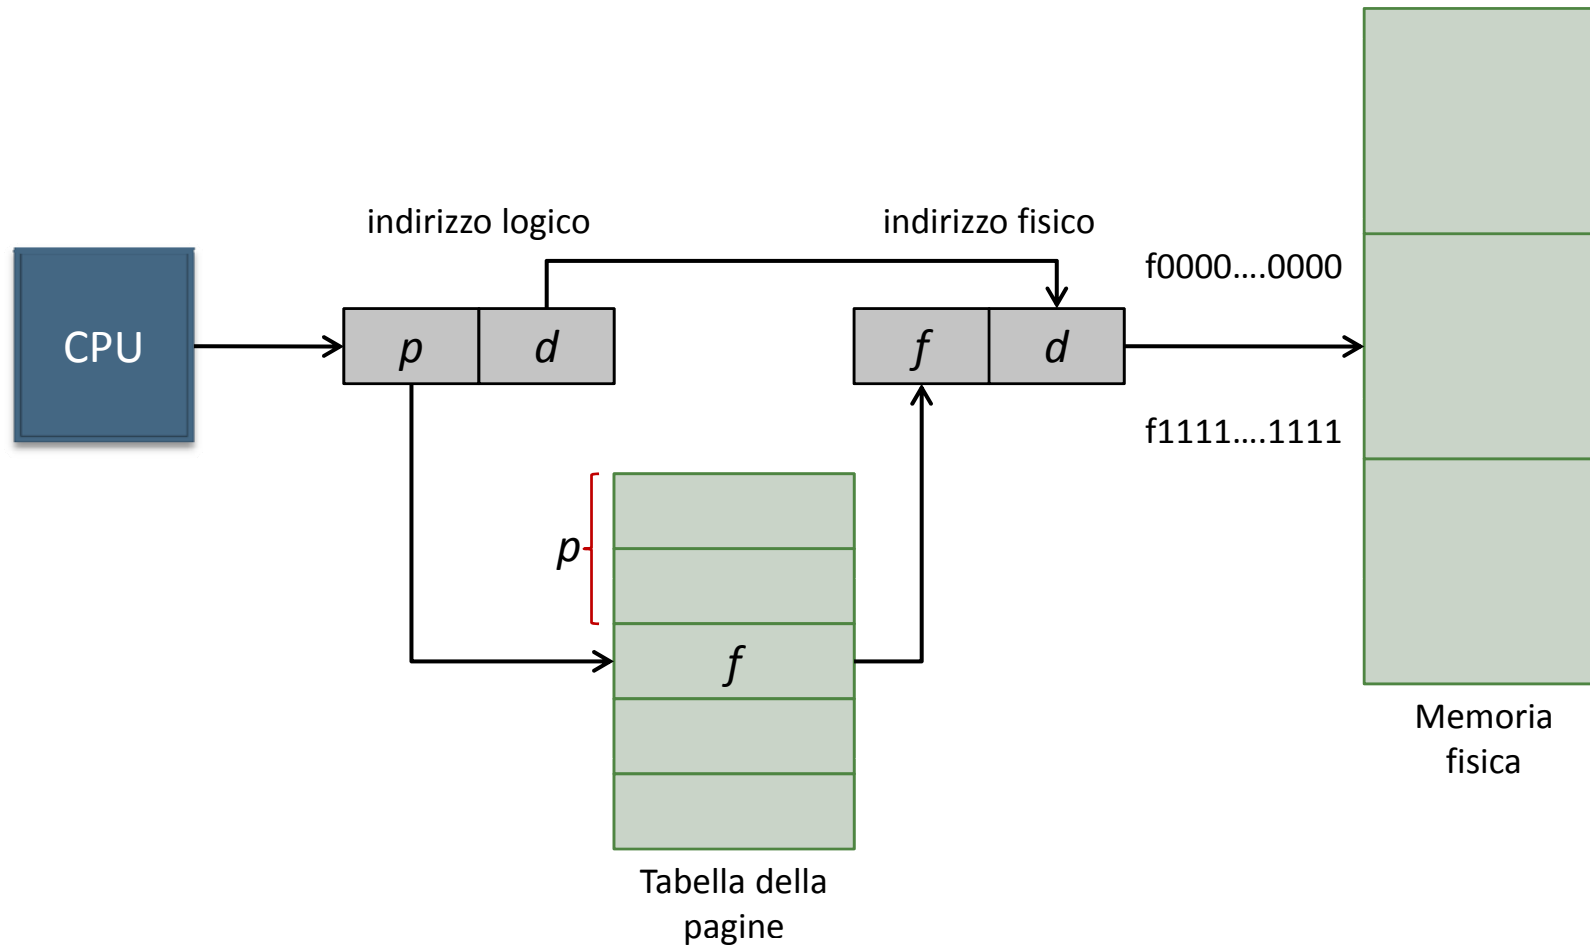 indirizzo logico
indirizzo fisico
f0000....0000
CPU
p
d
f
d
f1111....1111
p
f
Memoria
fisica
Tabella della
pagine